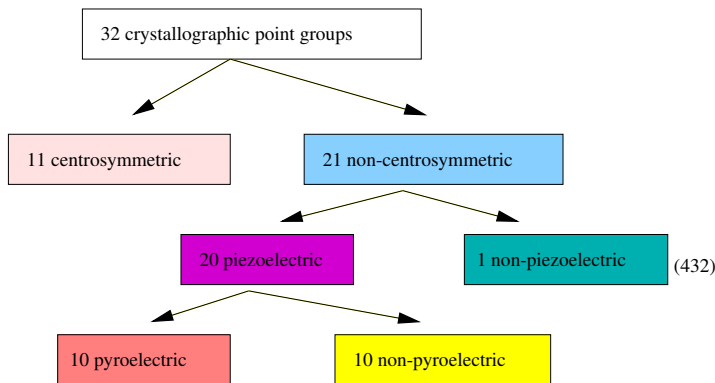 32 crystallographic point groups
11 centrosymmetric
21 non-centrosymmetric
20 piezoelectric
1 non-piezoelectric
(432)
10 pyroelectric
10 non-pyroelectric